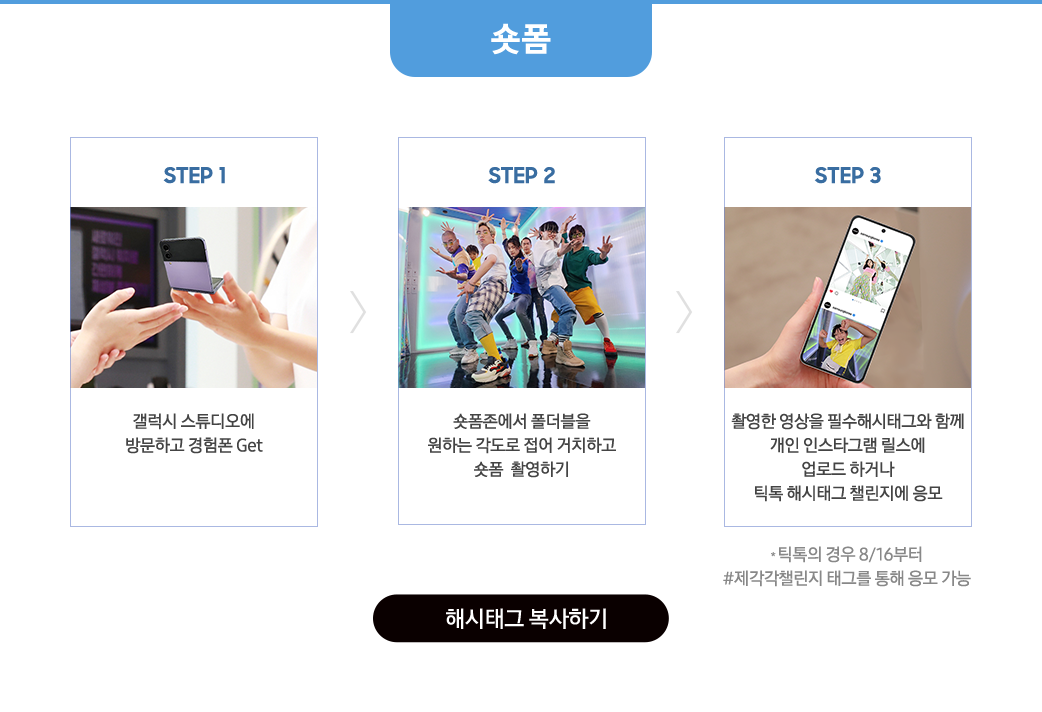 숏폼
STEP 1
갤럭시 스튜디오에
방문하고 경험폰 Get
STEP 2
숏폼존에서 폴더블을
원하는 각도로 접어 거치하고
숏폼 촬영하기
STEP 3
촬영한 영상을 필수해시태그와 함께
개인 인스타그램 릴스에
업로드 하거나
틱톡 해시태그 챌린지에 응모
*틱톡의 경우 8/16부터
#제각각챌린지 태그를 통해 응모 가능
해시태그 복사하기